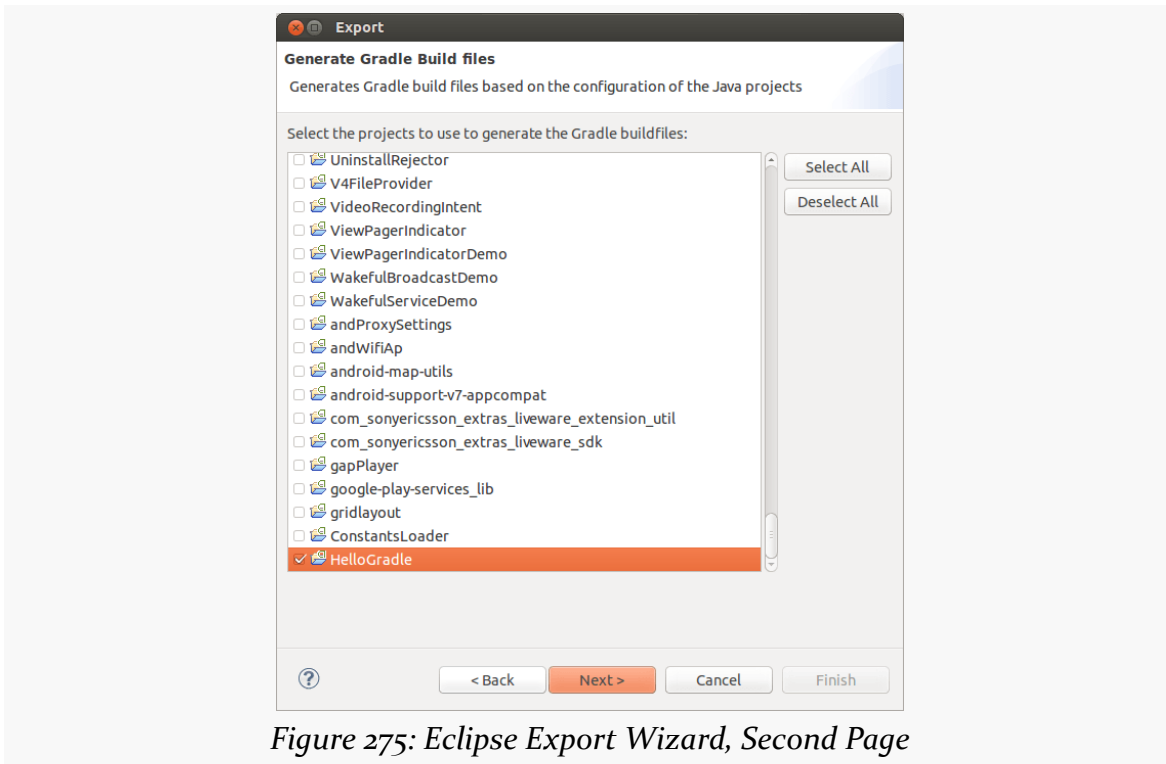 Export
Generate Gradle Build files
Generates Gradle build files based on the configuration of the Java projects
Select the projects to use to generate the Gradle buildfiles:
UninstallRejector
V4FileProvider
VideoRecordingIntent
ViewPagerIndicator
ViewPagerIndicatorDemo
WakefulBroadcastDemo
WakefulServiceDemo
andProxySettings
andWifiAp
android-map-utils
android-support-v7-appcompat
com_sonyericsson_extras_liveware_extension_util
com_sonyericsson_extras_liveware_sdk
gapPlayer
google-play-services_lib
gridlayout
ConstantsLoader
HelloGradle
Select All
Deselect All
?
< Back
Next >
Cancel
Finish
Figure 275: Eclipse Export Wizard, Second Page